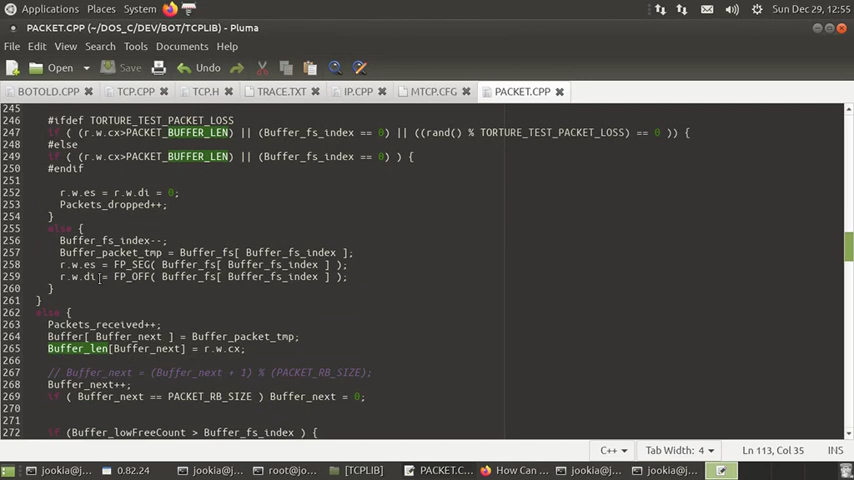 Applications Places System Sun Dec 29, 12:55
PACKET.CPP (~/DOS_C/DEV/BOT/TCPLIB) - Pluma
File Edit View Search Tools Documents Help
Open Save Undo
BOTOLD.CPP TCP.CPP TCP.H TRACE.TXT IP.CPP MTCP.CFG PACKET.CPP
245
246 #ifdef TORTURE_TEST_PACKET_LOSS
247 if ( (r.w.cx>PACKET_BUFFER_LEN) || (Buffer_fs_index == 0) || ((rand() % TORTURE_TEST_PACKET_LOSS) == 0 )) {
248 #else
249 if ( (r.w.cx>PACKET_BUFFER_LEN) || (Buffer_fs_index == 0) ) {
250 #endif
251
252 r.w.es = r.w.di = 0;
253 Packets_dropped++;
254 }
255 else {
256 Buffer_fs_index--;
257 Buffer_packet_tmp = Buffer_fs[ Buffer_fs_index ];
258 r.w.es = FP_SEG( Buffer_fs[ Buffer_fs_index ] );
259 r.w.di = FP_OFF( Buffer_fs[ Buffer_fs_index ] );
260 }
261 }
262 else {
263 Packets_received++;
264 Buffer[ Buffer_next ] = Buffer_packet_tmp;
265 Buffer_len[Buffer_next] = r.w.cx;
266
267 // Buffer_next = (Buffer_next + 1) % (PACKET_RB_SIZE);
268 Buffer_next++;
269 if ( Buffer_next == PACKET_RB_SIZE ) Buffer_next = 0;
270
271
272 if (Buffer_lowFreeCount > Buffer_fs_index ) {
C++ Tab Width: 4 Ln 113, Col 35 INS
jookia@j... 0.82.24 jookia@j... root@jo... [TCPLIB] PACKET.C... How Can ... jookia@j... jookia@j...